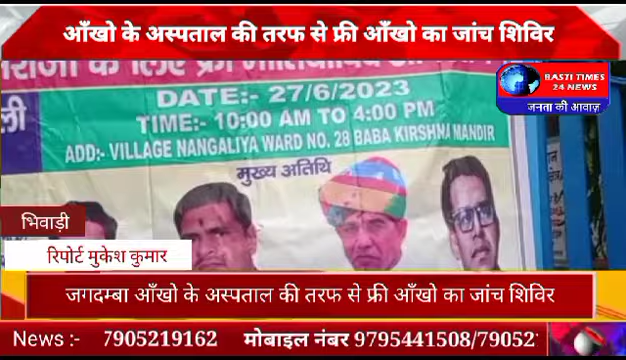 आँखो के अस्पताल की तरफ से फ्री आँखो का जांच शिविर
BASTI TIMES
24 NEWS
जनता की आवाज़
के लिए फ्री मोतियाबिंद
ली
DATE:- 27/6/2023
TIME:- 10:00 AM TO 4:00 PM
ADD:- VILLAGE NANGALIYA WARD NO. 28 BABA KIRSHNA MANDIR
मुख्य अतिथि
भिवाड़ी
रिपोर्ट मुकेश कुमार
जगदम्बा आँखो के अस्पताल की तरफ से फ्री आँखो का जांच शिविर
News :- 7905219162 मोबाइल नंबर 9795441508/79052